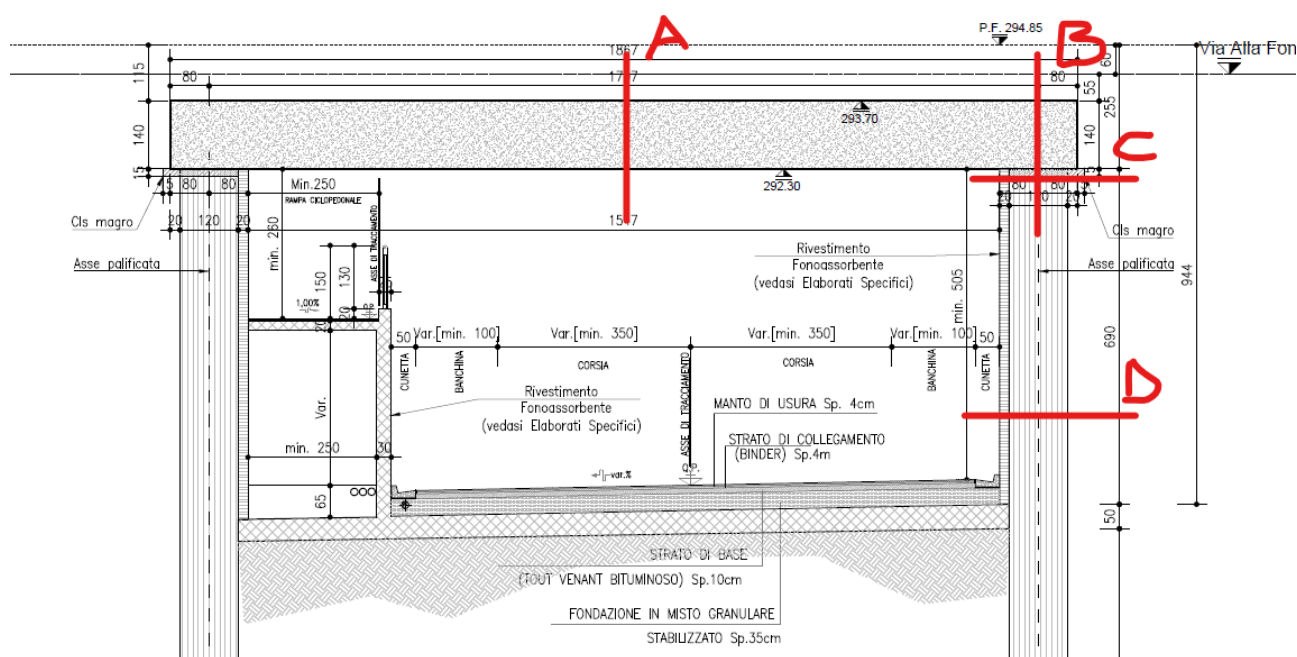 A
B
C
D
P.F. 294.85
Via Alla Fon
1867
80
80
115
140
15
60
55
255
140
15
293.70
292.30
5 80 80
Min.250
RAMPA CICLOPEDONALE
80 80
20 120 20
20
20
Cls magro
Cls magro
Asse palificata
Asse palificata
min. 260
ASSE DI TRACCIAMENTO
150
130
20
20
1,00%
Rivestimento
Fonoassorbente
(vedasi Elaborati Specifici)
min. 505
944
690
50 Var.[min. 100] Var.[min. 350] Var.[min. 350] Var.[min. 100] 50
CUNETTA
BANCHINA
CORSIA
CORSIA
BANCHINA
CUNETTA
ASSE DI TRACCIAMENTO
Rivestimento
Fonoassorbente
(vedasi Elaborati Specifici)
MANTO DI USURA Sp. 4cm
STRATO DI COLLEGAMENTO
(BINDER) Sp.4m
Var.
min. 250
30
var.%
65
50
STRATO DI BASE
(TOUT VENANT BITUMINOSO) Sp.10cm
FONDAZIONE IN MISTO GRANULARE
STABILIZZATO Sp.35cm